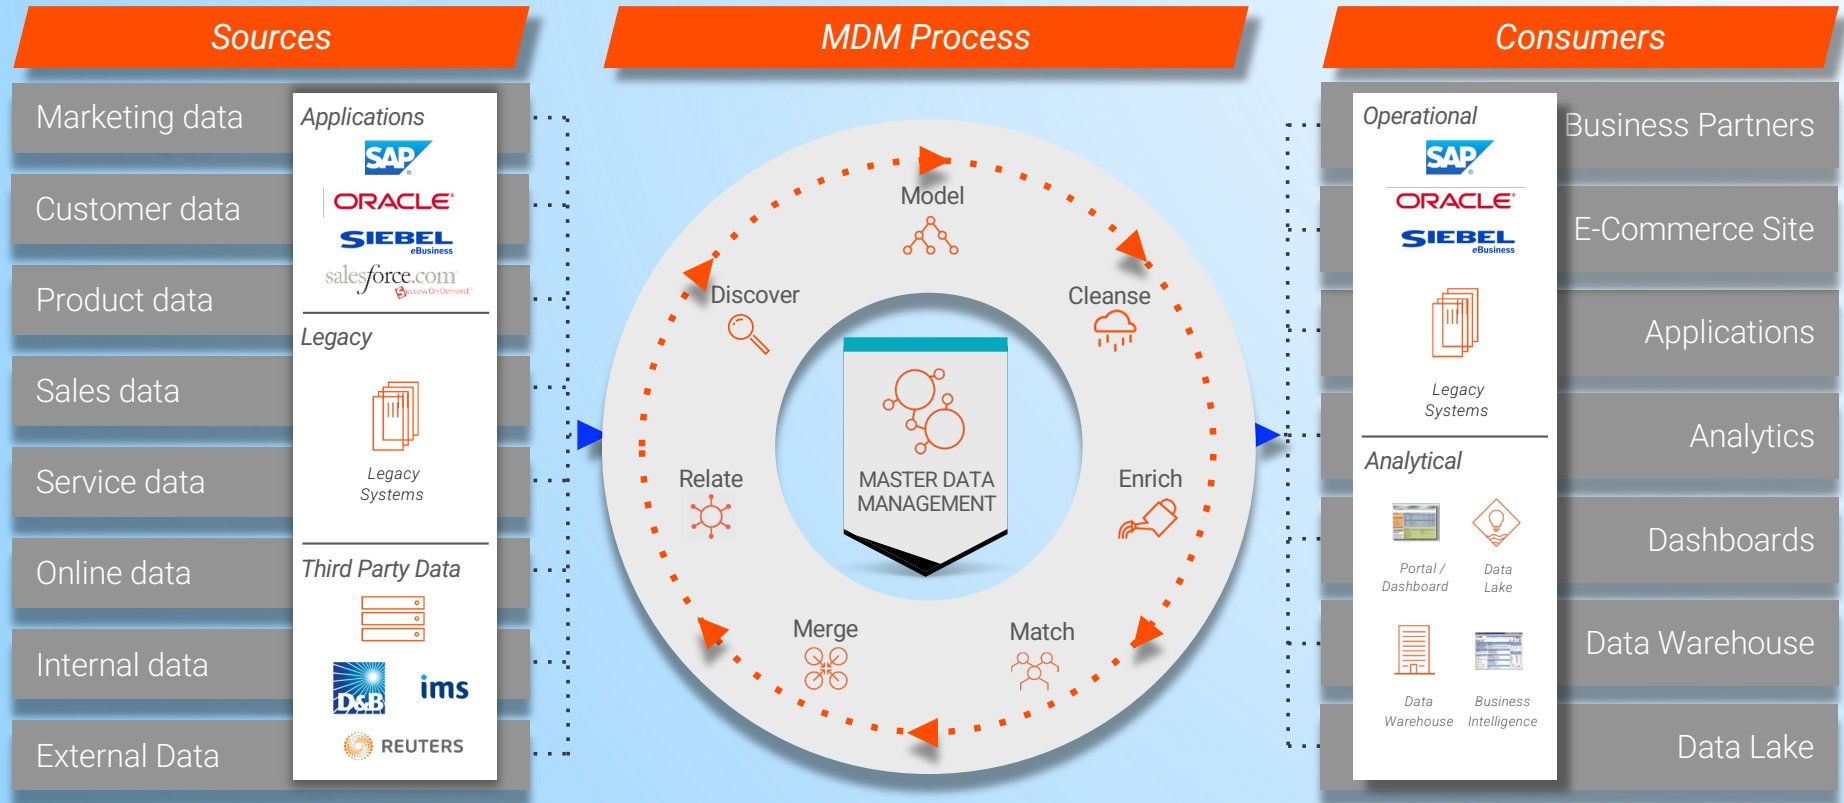 Sources
MDM Process
Consumers
Marketing data
Customer data
Product data
Sales data
Service data
Online data
Internal data
External Data
Applications
SAP
ORACLE
SIEBEL
eBusiness
salesforce.com
Success On Demand.
Legacy
Legacy
Systems
Third Party Data
D&B
ims
REUTERS
Model
Cleanse
Enrich
Match
Merge
Relate
Discover
MASTER DATA
MANAGEMENT
Operational
SAP
ORACLE
SIEBEL
eBusiness
Legacy
Systems
Analytical
Portal /
Dashboard
Data
Lake
Data
Warehouse
Business
Intelligence
Business Partners
E-Commerce Site
Applications
Analytics
Dashboards
Data Warehouse
Data Lake